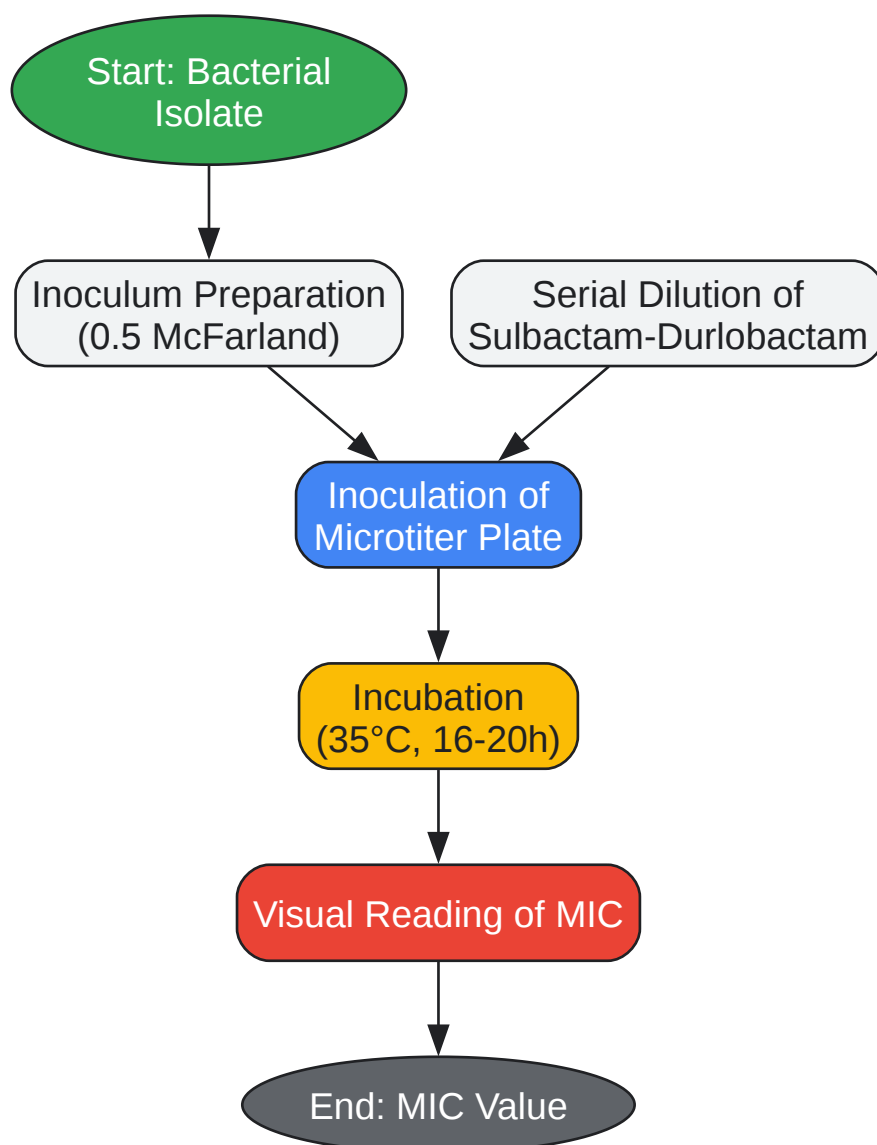 Start: Bacterial
Isolate
Inoculum Preparation
(0.5 McFarland)
Serial Dilution of
Sulbactam-Durlobactam
Inoculation of
Microtiter Plate
Incubation
(35°C, 16-20h)
Visual Reading of MIC
End: MIC Value